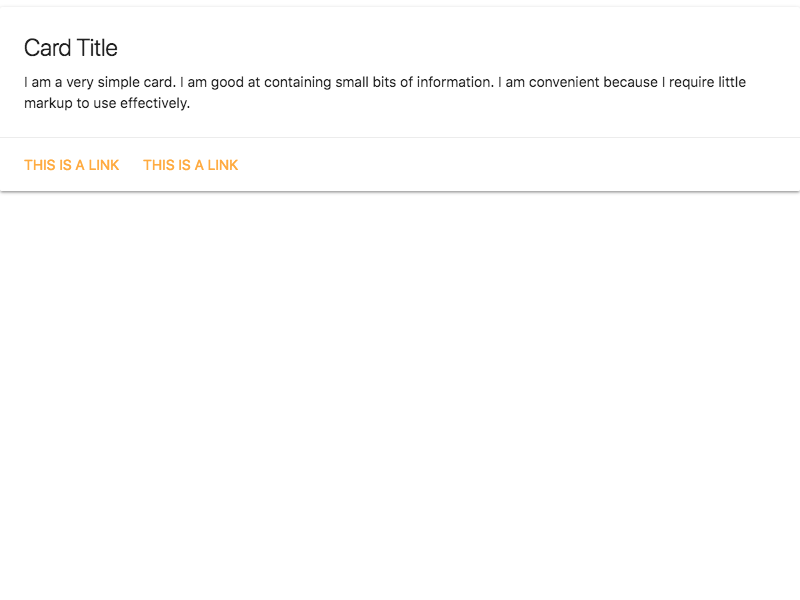 Card Title
I am a very simple card. I am good at containing small bits of information. I am convenient because I require little
markup to use effectively.
THIS IS A LINK THIS IS A LINK